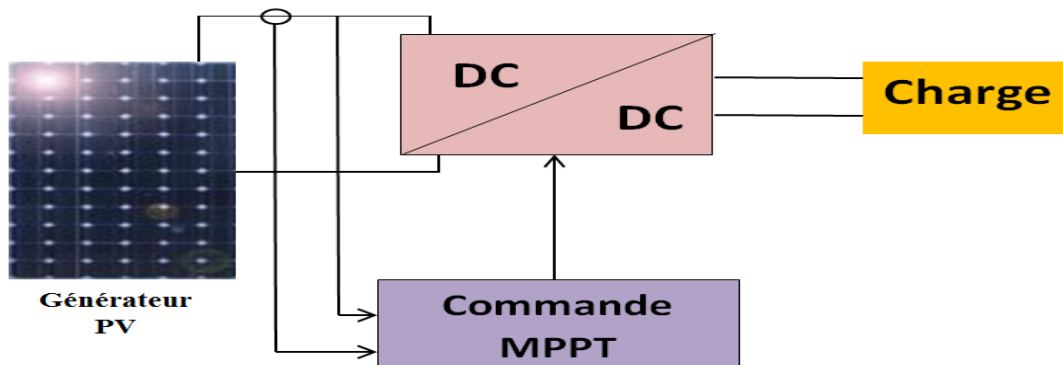 DC
DC
Charge
Générateur
PV
Commande
MPPT